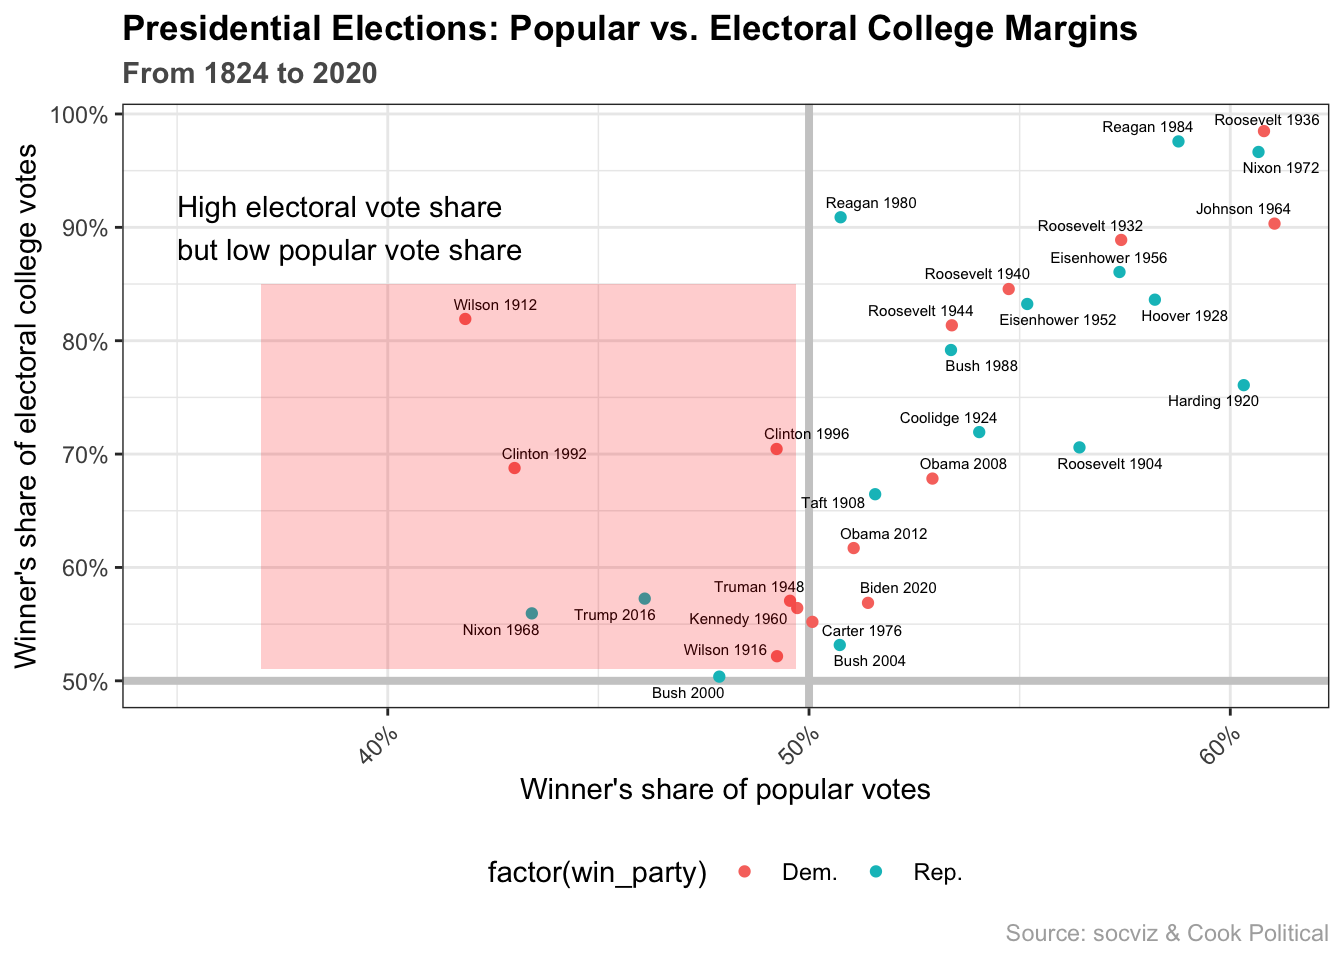 Presidential Elections: Popular vs. Electoral College Margins
From 1824 to 2020
Winner's share of electoral college votes
100%
90%
80%
70%
60%
50%
High electoral vote share
but low popular vote share
Roosevelt 1936
Reagan 1984
Nixon 1972
Reagan 1980
Johnson 1964
Roosevelt 1932
Eisenhower 1956
Roosevelt 1940
Wilson 1912
Roosevelt 1944
Eisenhower 1952
Hoover 1928
Bush 1988
Harding 1920
Coolidge 1924
Clinton 1996
Clinton 1992
Obama 2008
Roosevelt 1904
Taft 1908
Obama 2012
Truman 1948
Biden 2020
Trump 2016
Kennedy 1960
Nixon 1968
Carter 1976
Wilson 1916
Bush 2004
Bush 2000
40%
50%
60%
Winner's share of popular votes
factor(win_party)
Dem.
Rep.
Source: socviz & Cook Political